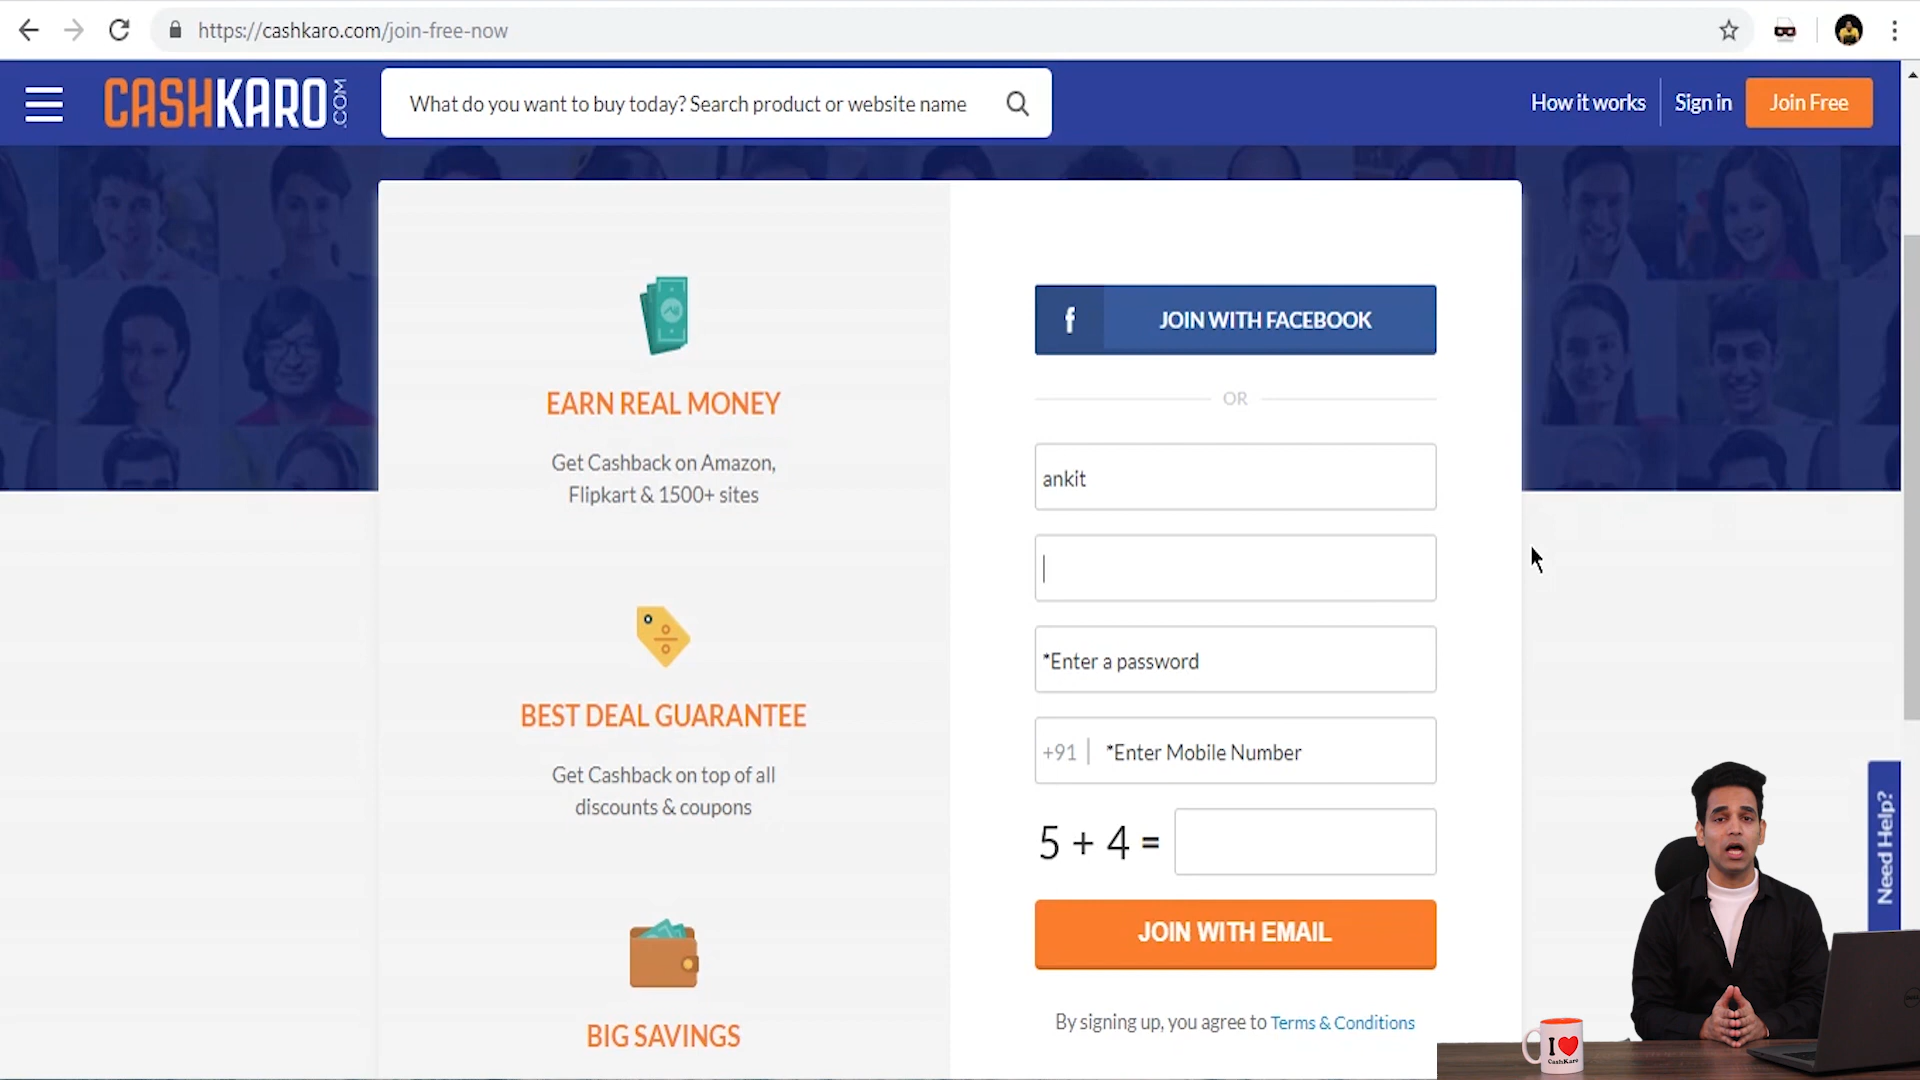 https://cashkaro.com/join-free-now
CASHKARO.COM
What do you want to buy today? Search product or website name
How it works
Sign in
Join Free
f
JOIN WITH FACEBOOK
OR
EARN REAL MONEY
Get Cashback on Amazon,
Flipkart & 1500+ sites
ankit
*Enter a password
BEST DEAL GUARANTEE
+91
*Enter Mobile Number
Get Cashback on top of all
discounts & coupons
5 + 4 =
Need Help?
JOIN WITH EMAIL
BIG SAVINGS
By signing up, you agree to Terms & Conditions
I
CashKaro